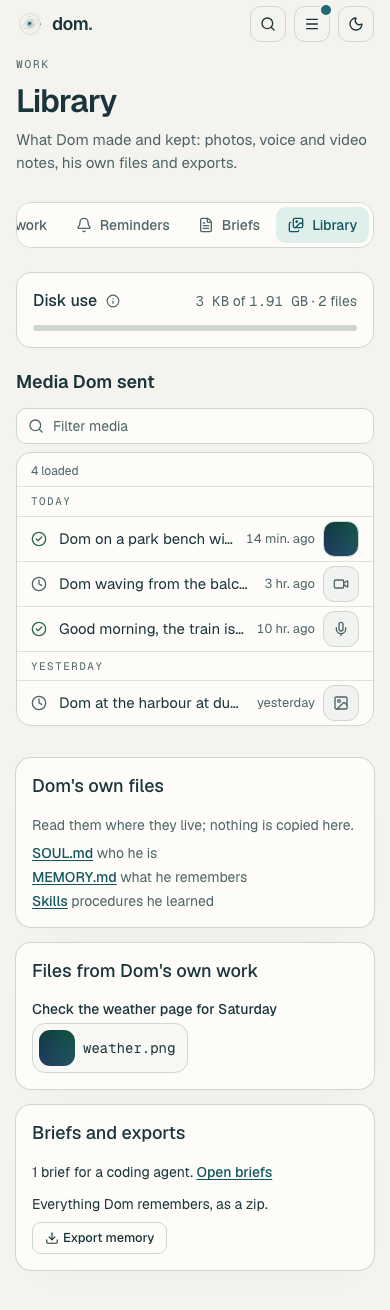 dom.
WORK
Library
What Dom made and kept: photos, voice and video
notes, his own files and exports.
work Reminders Briefs Library
Disk use 3 KB of 1.91 GB · 2 files
Media Dom sent
Filter media
4 loaded
TODAY
Dom on a park bench wi... 14 min. ago
Dom waving from the balc... 3 hr. ago
Good morning, the train is... 10 hr. ago
YESTERDAY
Dom at the harbour at du... yesterday
Dom's own files
Read them where they live; nothing is copied here.
SOUL.md who he is
MEMORY.md what he remembers
Skills procedures he learned
Files from Dom's own work
Check the weather page for Saturday
weather.png
Briefs and exports
1 brief for a coding agent. Open briefs
Everything Dom remembers, as a zip.
Export memory